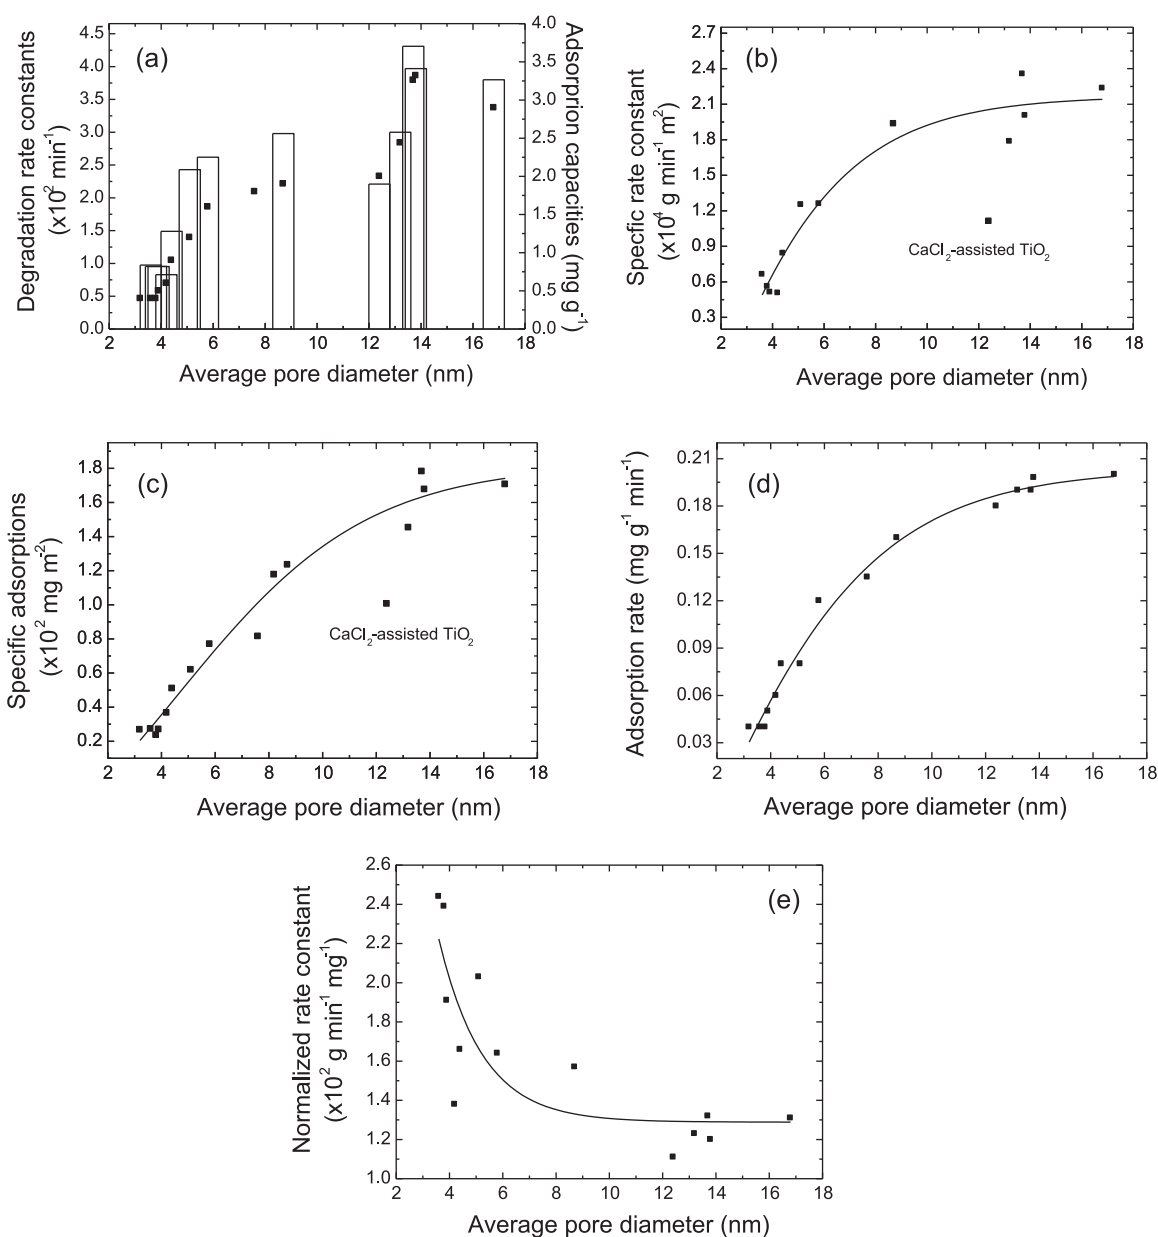 (a)
Degradation rate constants
(x10² min⁻¹)
4.5
4.0
3.5
3.0
2.5
2.0
1.5
1.0
0.5
0.0
4.0
3.5
3.0
2.5
2.0
1.5
1.0
0.5
0.0
Adsorprion capacities (mg g⁻¹)
2 4 6 8 10 12 14 16 18
Average pore diameter (nm)
(b)
Specfic rate constant
(x10⁴ g min⁻¹ m²)
2.7
2.4
2.1
1.8
1.5
1.2
0.9
0.6
0.3
CaCl₂-assisted TiO₂
2 4 6 8 10 12 14 16 18
Average pore diameter (nm)
(c)
Specific adsorptions
(x10² mg m⁻²)
1.8
1.6
1.4
1.2
1.0
0.8
0.6
0.4
0.2
CaCl₂-assisted TiO₂
2 4 6 8 10 12 14 16 18
Average pore diameter (nm)
(d)
Adsorption rate (mg g⁻¹ min⁻¹)
0.21
0.18
0.15
0.12
0.09
0.06
0.03
2 4 6 8 10 12 14 16 18
Average pore diameter (nm)
(e)
Normalized rate constant
(x10² g min⁻¹ mg⁻¹)
2.6
2.4
2.2
2.0
1.8
1.6
1.4
1.2
1.0
2 4 6 8 10 12 14 16 18
Average pore diameter (nm)